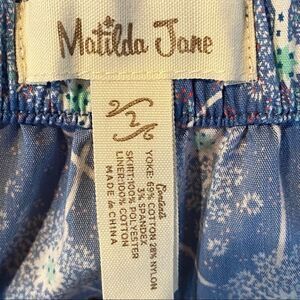 Matilda Jane
2
Contents
YOKE: 69% COTTON 28% NYLON
3% SPANDEX
SKIRT:100% POLYESTER
LINER:100% COTTON
MADE in CHINA